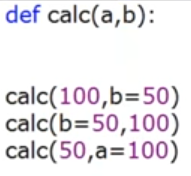 def calc(a,b):
calc(100,b=50)
calc(b=50,100)
calc(50,a=100)